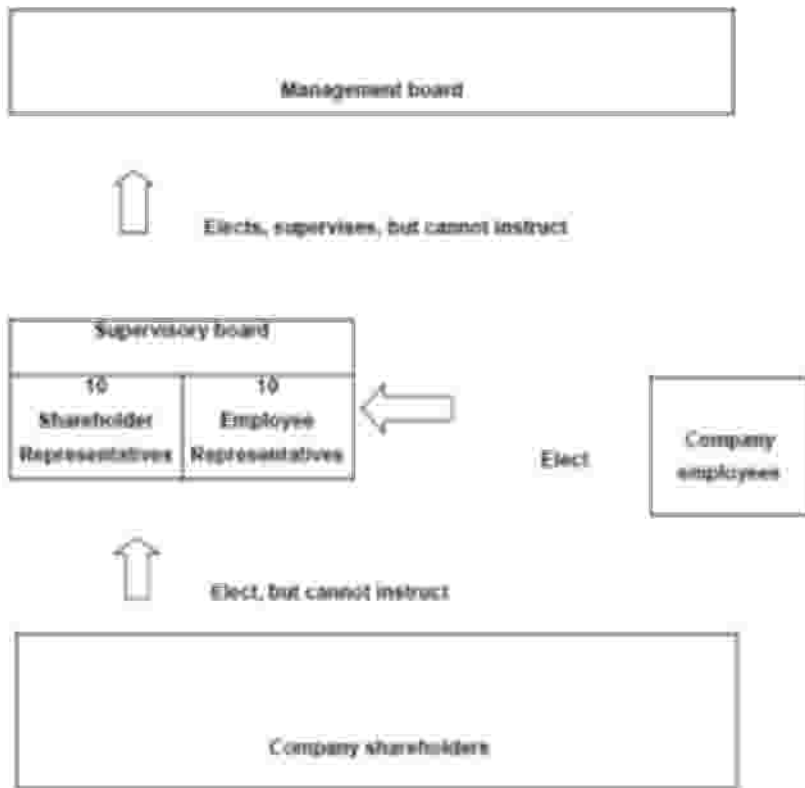 Management board
Elects, supervises, but cannot instruct
Supervisory board
10
Shareholder
Representatives
10
Employee
Representatives
Elect
Company
employees
Elect, but cannot instruct
Company shareholders